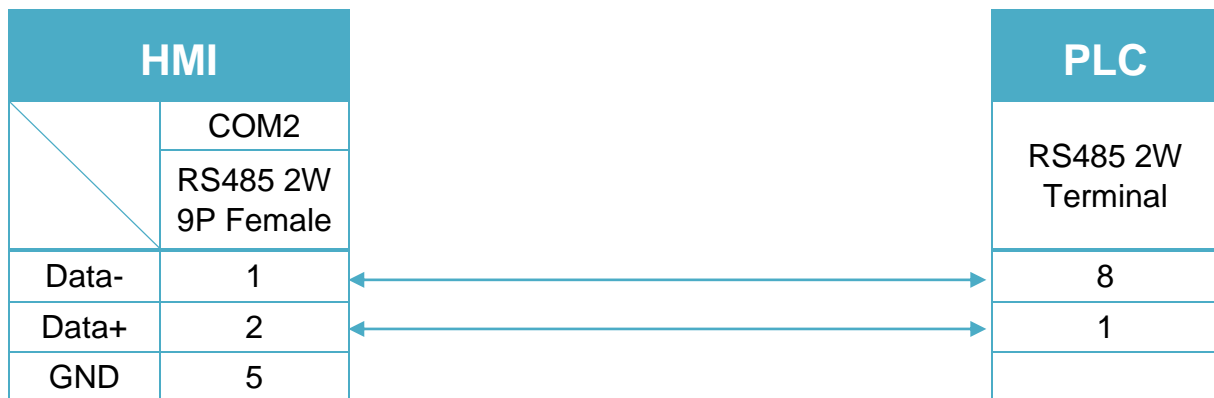 HMI
PLC
COM2
RS485 2W
9P Female
RS485 2W
Terminal
Data- 1 8
Data+ 2 1
GND 5